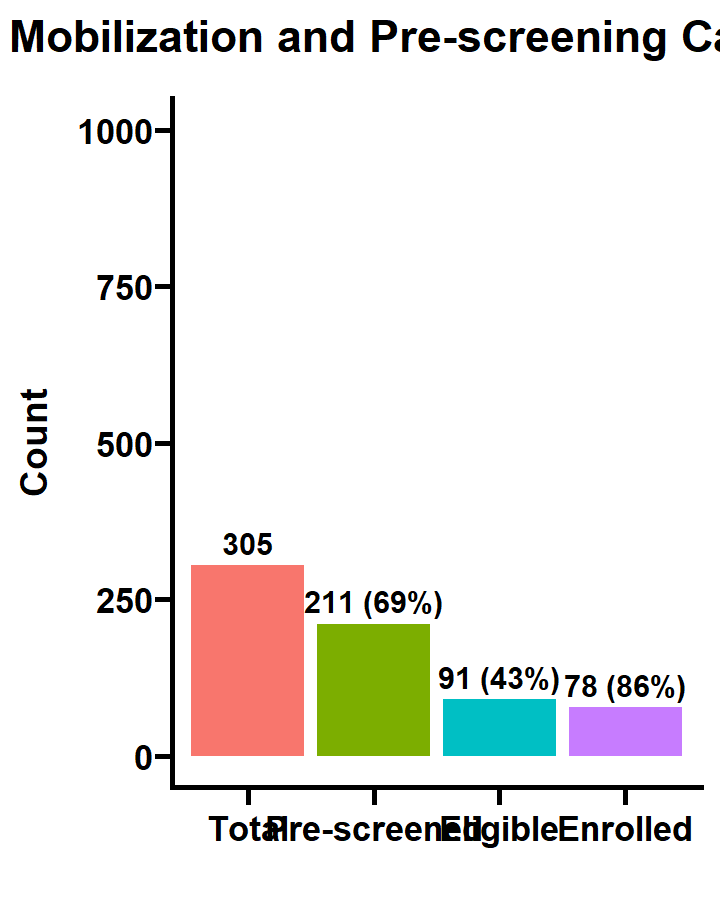 Mobilization and Pre-screening Ca
1000
750
500
250
0
Count
305
211 (69%)
91 (43%)
78 (86%)
Total
Pre-screened
Eligible
Enrolled